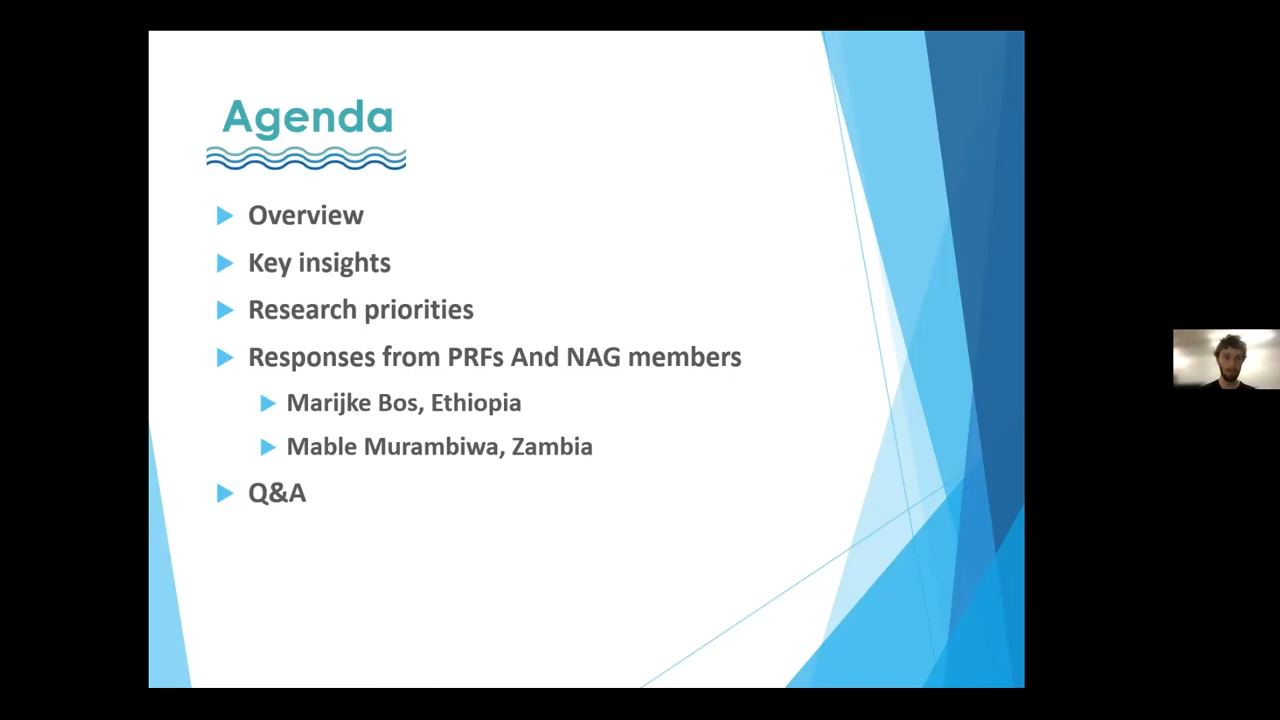 Agenda
Overview
Key insights
Research priorities
Responses from PRFs And NAG members
Marijke Bos, Ethiopia
Mable Murambiwa, Zambia
Q&A